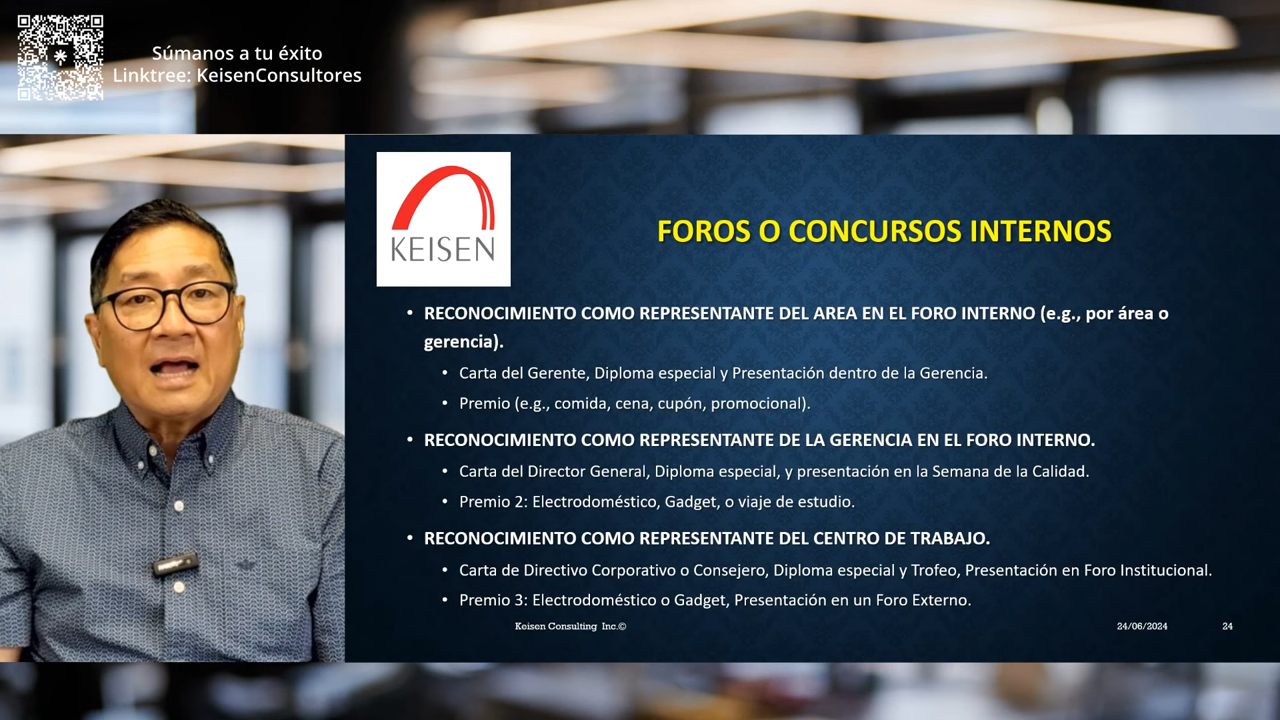 Súmanos a tu éxito
Linktree: KeisenConsultores
KEISEN
FOROS O CONCURSOS INTERNOS
• RECONOCIMIENTO COMO REPRESENTANTE DEL AREA EN EL FORO INTERNO (e.g., por área o
gerencia).
• Carta del Gerente, Diploma especial y Presentación dentro de la Gerencia.
• Premio (e.g., comida, cena, cupón, promocional).
• RECONOCIMIENTO COMO REPRESENTANTE DE LA GERENCIA EN EL FORO INTERNO.
• Carta del Director General, Diploma especial, y presentación en la Semana de la Calidad.
• Premio 2: Electrodoméstico, Gadget, o viaje de estudio.
• RECONOCIMIENTO COMO REPRESENTANTE DEL CENTRO DE TRABAJO.
• Carta de Directivo Corporativo o Consejero, Diploma especial y Trofeo, Presentación en Foro Institucional.
• Premio 3: Electrodoméstico o Gadget, Presentación en un Foro Externo.
Keisen Consulting Inc.© 24/06/2024 24